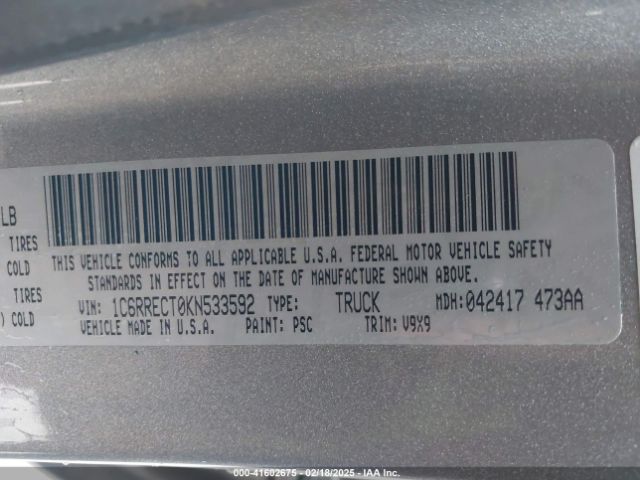 LB
TIRES
COLD
TIRES
) COLD
THIS VEHICLE CONFORMS TO ALL APPLICABLE U.S.A. FEDERAL MOTOR VEHICLE SAFETY
STANDARDS IN EFFECT ON THE DATE OF MANUFACTURE SHOWN ABOVE.
VIN: 1C6RRECT0KN533592 TYPE: TRUCK MDH: 042417 473AA
VEHICLE MADE IN U.S.A. PAINT: PSC TRIM: V9X9
000-41602675 - 02/18/2025 - IAA Inc.